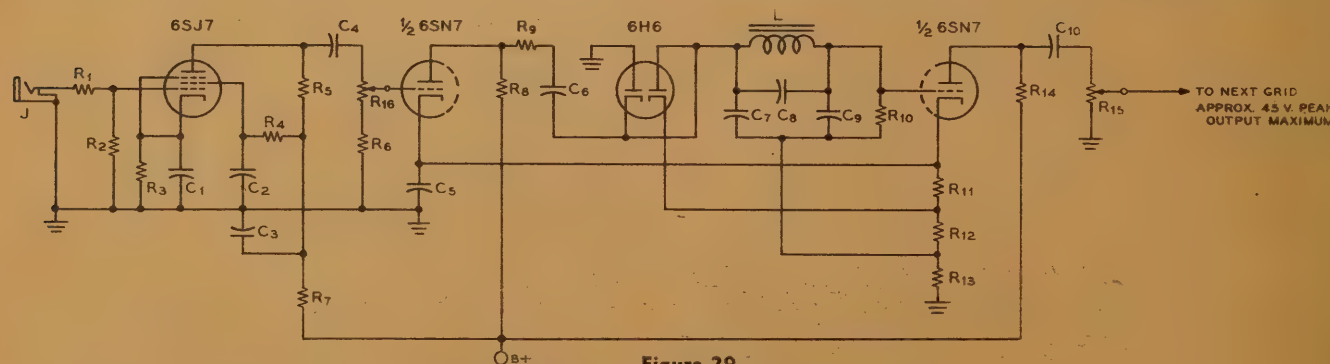 6SJ7
C4
½ 6SN7
R9
6H6
L
½ 6SN7
C10
R1
J
R2
R3
C1
C2
R4
R5
R16
R6
C3
R7
C5
R8
C6
C7
C8
C9
R10
R11
R12
R13
R14
R15
TO NEXT GRID
APPROX. 45 V. PEAK
OUTPUT MAXIMUM
B+
Figure 29